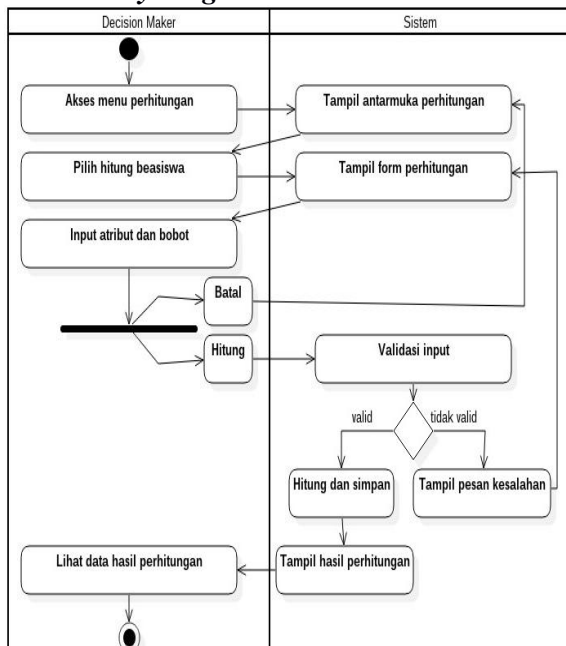 Decision Maker
Sistem
Akses menu perhitungan
Tampil antarmuka perhitungan
Pilih hitung beasiswa
Tampil form perhitungan
Input atribut dan bobot
Batal
Hitung
Validasi input
valid
tidak valid
Hitung dan simpan
Tampil pesan kesalahan
Lihat data hasil perhitungan
Tampil hasil perhitungan